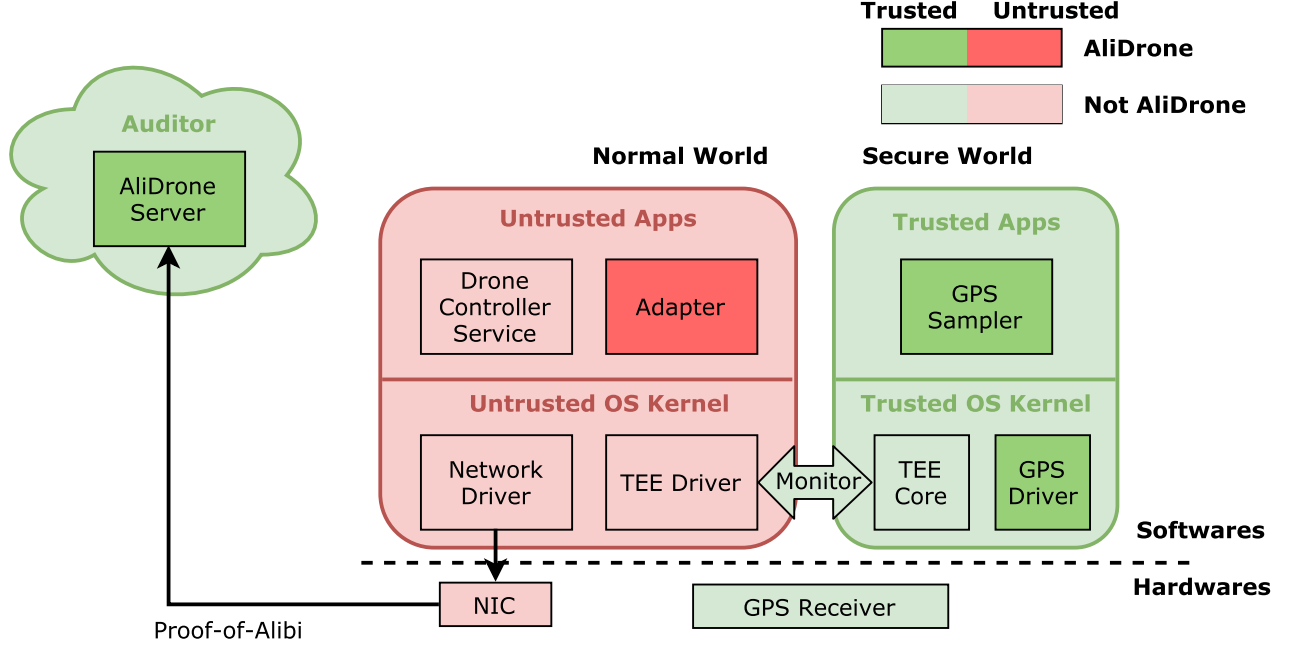 Trusted Untrusted
AliDrone
Not AliDrone
Auditor
AliDrone
Server
Normal World
Secure World
Untrusted Apps
Drone
Controller
Service
Adapter
Untrusted OS Kernel
Network
Driver
TEE Driver
Monitor
Trusted Apps
GPS
Sampler
Trusted OS Kernel
TEE
Core
GPS
Driver
Softwares
Hardwares
NIC
GPS Receiver
Proof-of-Alibi